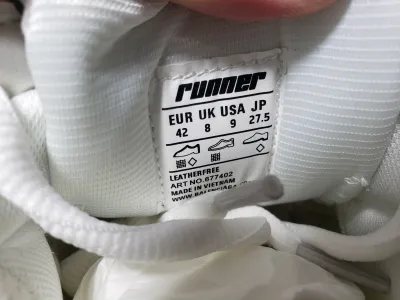 runner
EUR UK USA JP
42 8 9 27.5
LEATHERFREE
ART NO.677402
MADE IN VIETNAM